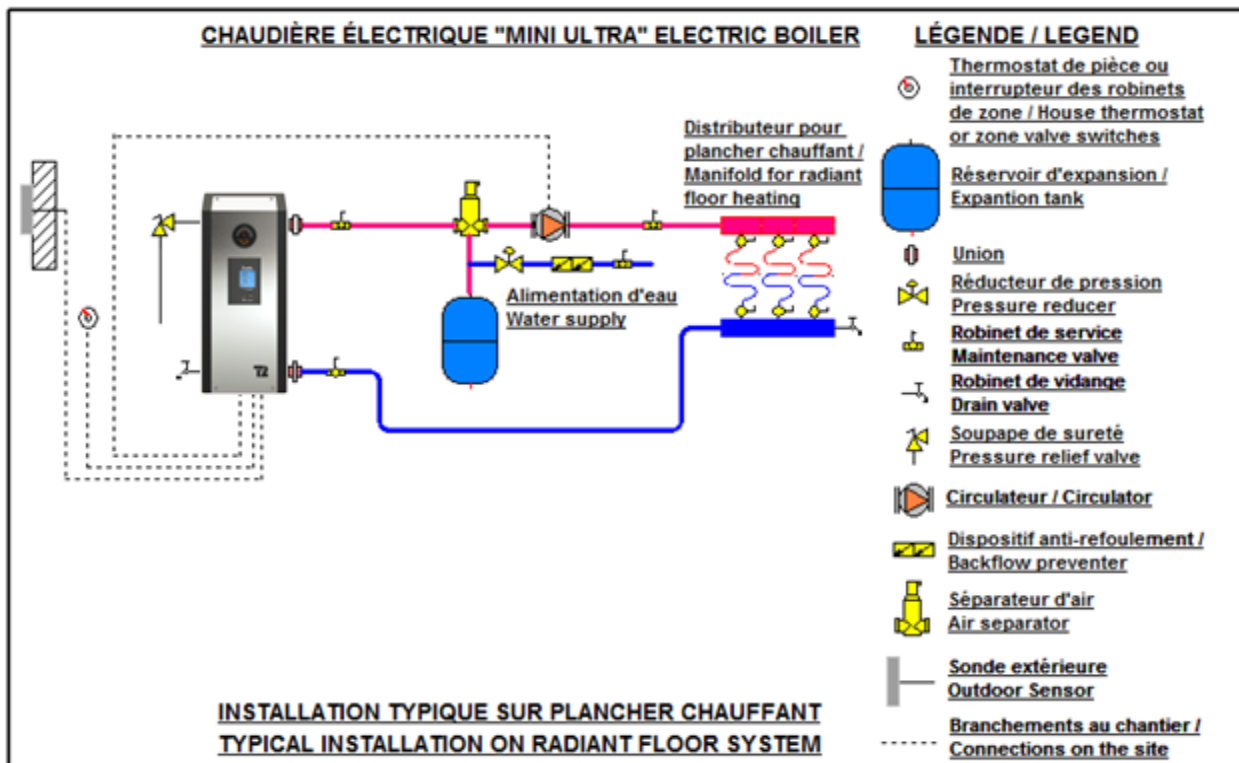 CHAUDIÈRE ÉLECTRIQUE "MINI ULTRA" ELECTRIC BOILER
LÉGENDE / LEGEND
Thermostat de pièce ou
interrupteur des robinets
de zone / House thermostat
or zone valve switches
Distributeur pour
plancher chauffant /
Manifold for radiant
floor heating
Réservoir d'expansion /
Expantion tank
Union
Alimentation d'eau
Water supply
Réducteur de pression
Pressure reducer
Robinet de service
Maintenance valve
T2
Robinet de vidange
Drain valve
Soupape de sureté
Pressure relief valve
Circulateur / Circulator
Dispositif anti-refoulement /
Backflow preventer
Séparateur d'air
Air separator
Sonde extérieure
Outdoor Sensor
Branchements au chantier /
Connections on the site
INSTALLATION TYPIQUE SUR PLANCHER CHAUFFANT
TYPICAL INSTALLATION ON RADIANT FLOOR SYSTEM